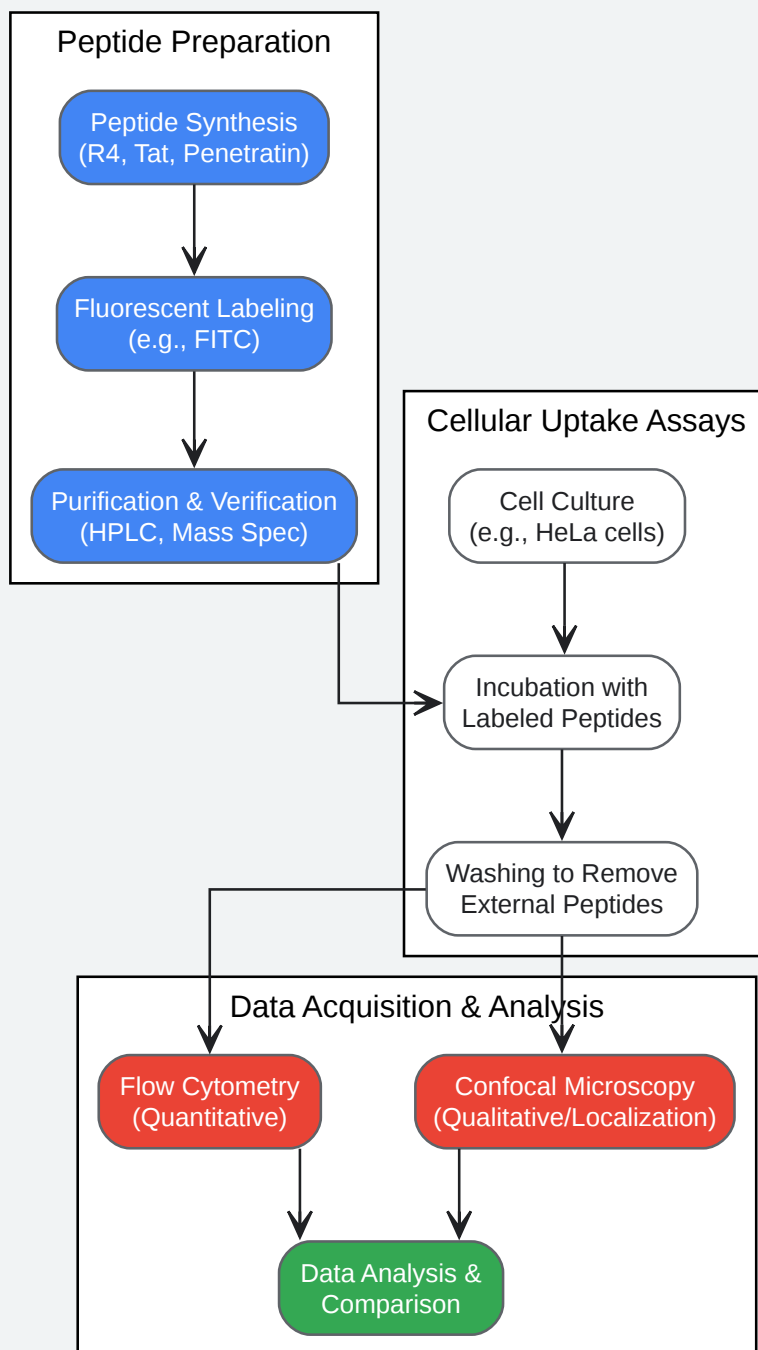 Peptide Preparation
Peptide Synthesis
(R4, Tat, Penetratin)
Fluorescent Labeling
(e.g., FITC)
Purification & Verification
(HPLC, Mass Spec)
Cellular Uptake Assays
Cell Culture
(e.g., HeLa cells)
Incubation with
Labeled Peptides
Washing to Remove
External Peptides
Data Acquisition & Analysis
Flow Cytometry
(Quantitative)
Confocal Microscopy
(Qualitative/Localization)
Data Analysis &
Comparison